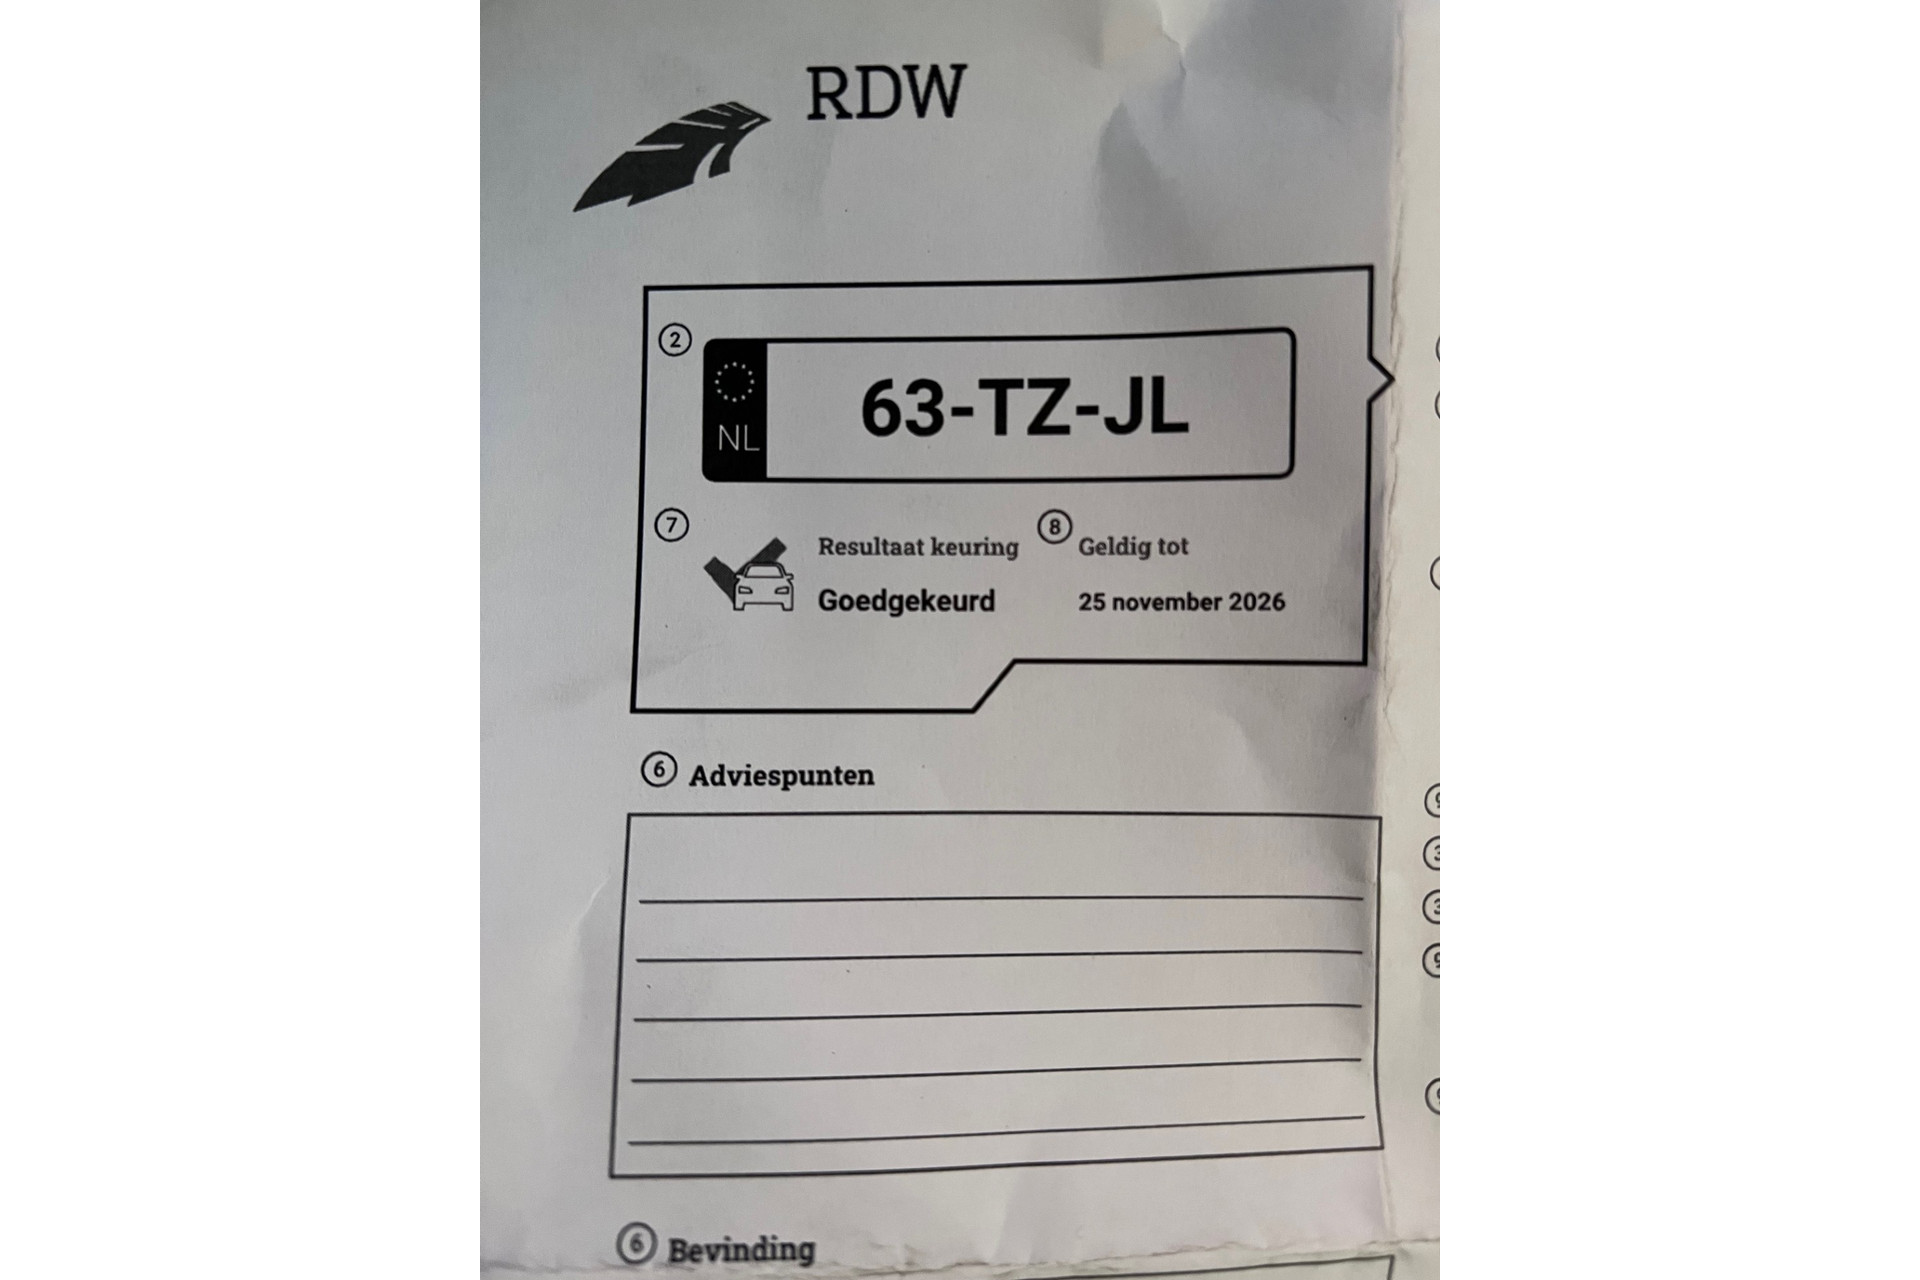 RDW
2
NL
63-TZ-JL
7
Resultaat keuring
Goedgekeurd
8
Geldig tot
25 november 2026
6 Adviespunten
6 Bevinding